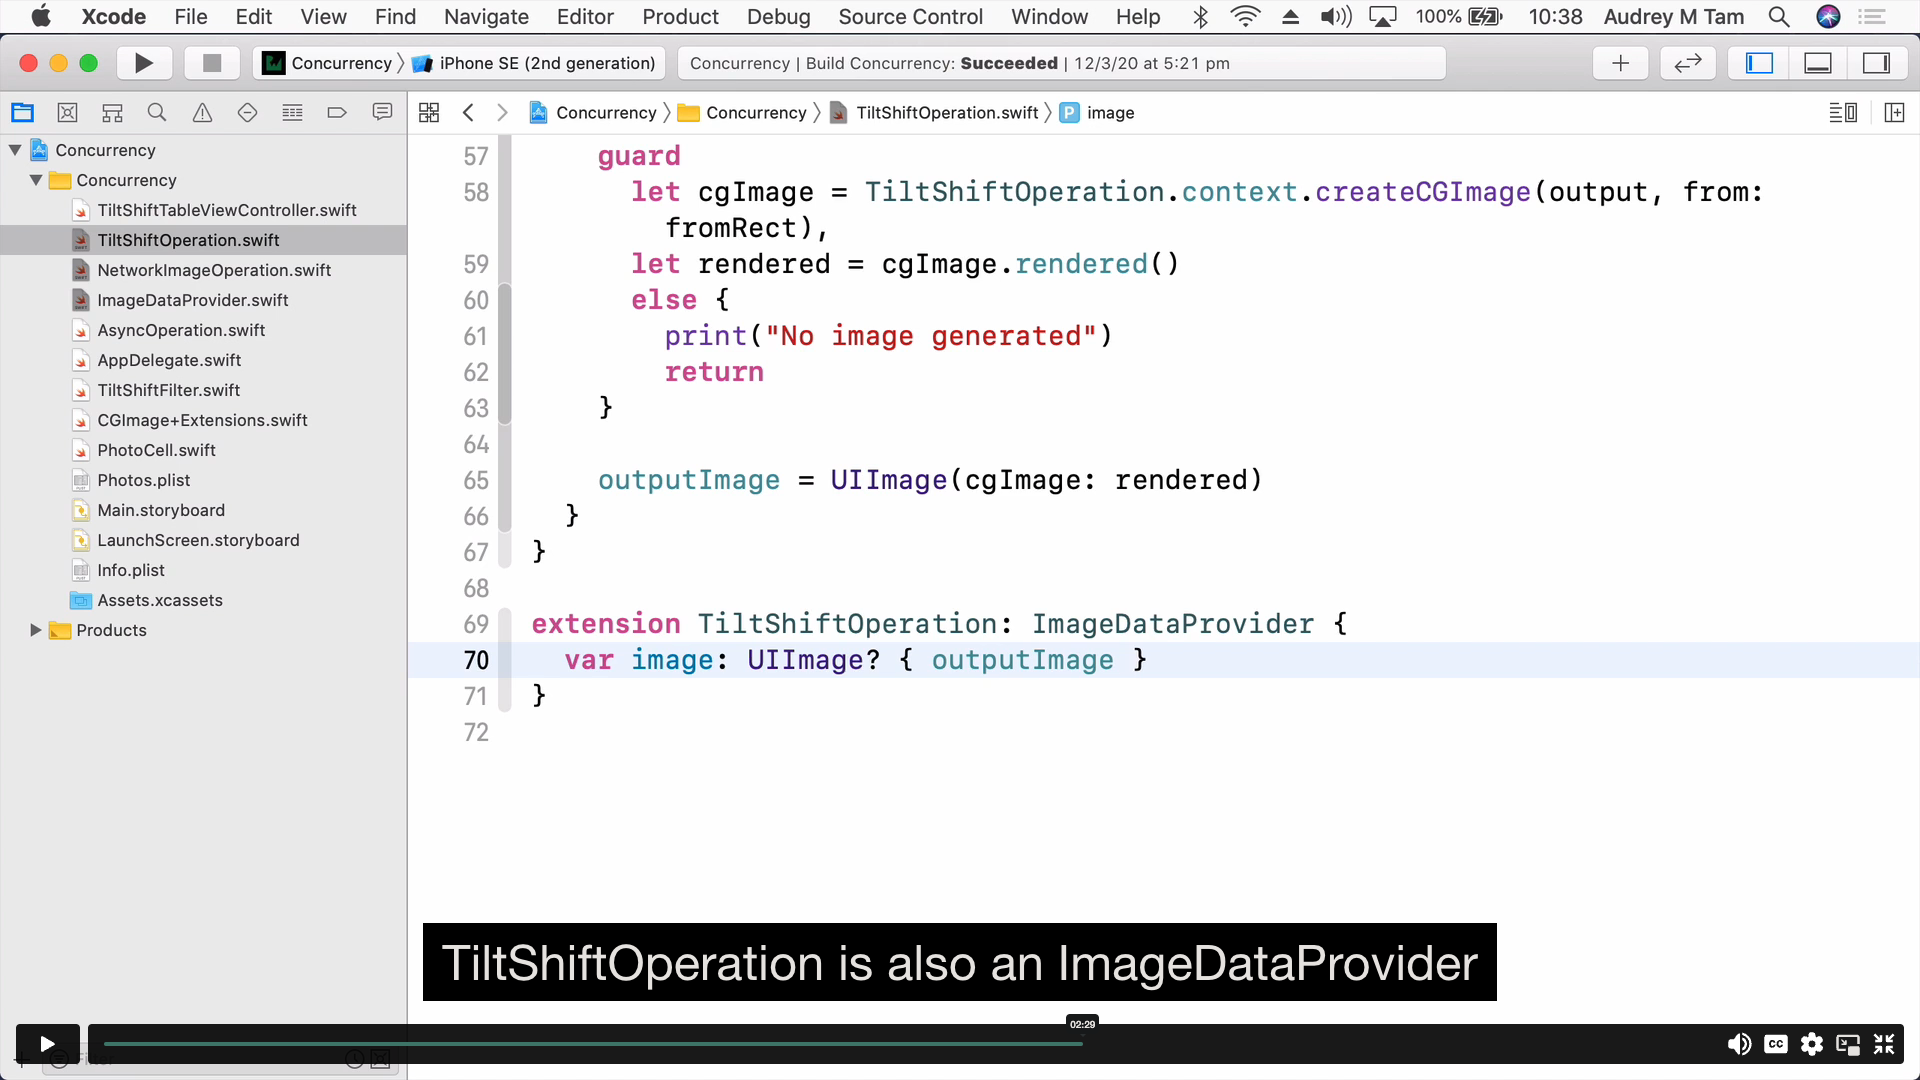 Xcode File Edit View Find Navigate Editor Product Debug Source Control Window Help 100% 10:38 Audrey M Tam
Concurrency iPhone SE (2nd generation) Concurrency | Build Concurrency: Succeeded | 12/3/20 at 5:21 pm
Concurrency Concurrency TiltShiftOperation.swift P image
Concurrency
Concurrency
TiltShiftTableViewController.swift
TiltShiftOperation.swift
NetworkImageOperation.swift
ImageDataProvider.swift
AsyncOperation.swift
AppDelegate.swift
TiltShiftFilter.swift
CGImage+Extensions.swift
PhotoCell.swift
Photos.plist
Main.storyboard
LaunchScreen.storyboard
Info.plist
Assets.xcassets
Products
57 guard
58 let cgImage = TiltShiftOperation.context.createCGImage(output, from:
fromRect),
59 let rendered = cgImage.rendered()
60 else {
61 print("No image generated")
62 return
63 }
64
65 outputImage = UIImage(cgImage: rendered)
66 }
67 }
68
69 extension TiltShiftOperation: ImageDataProvider {
70 var image: UIImage? { outputImage }
71 }
72
TiltShiftOperation is also an ImageDataProvider
02:29
CC
Filter